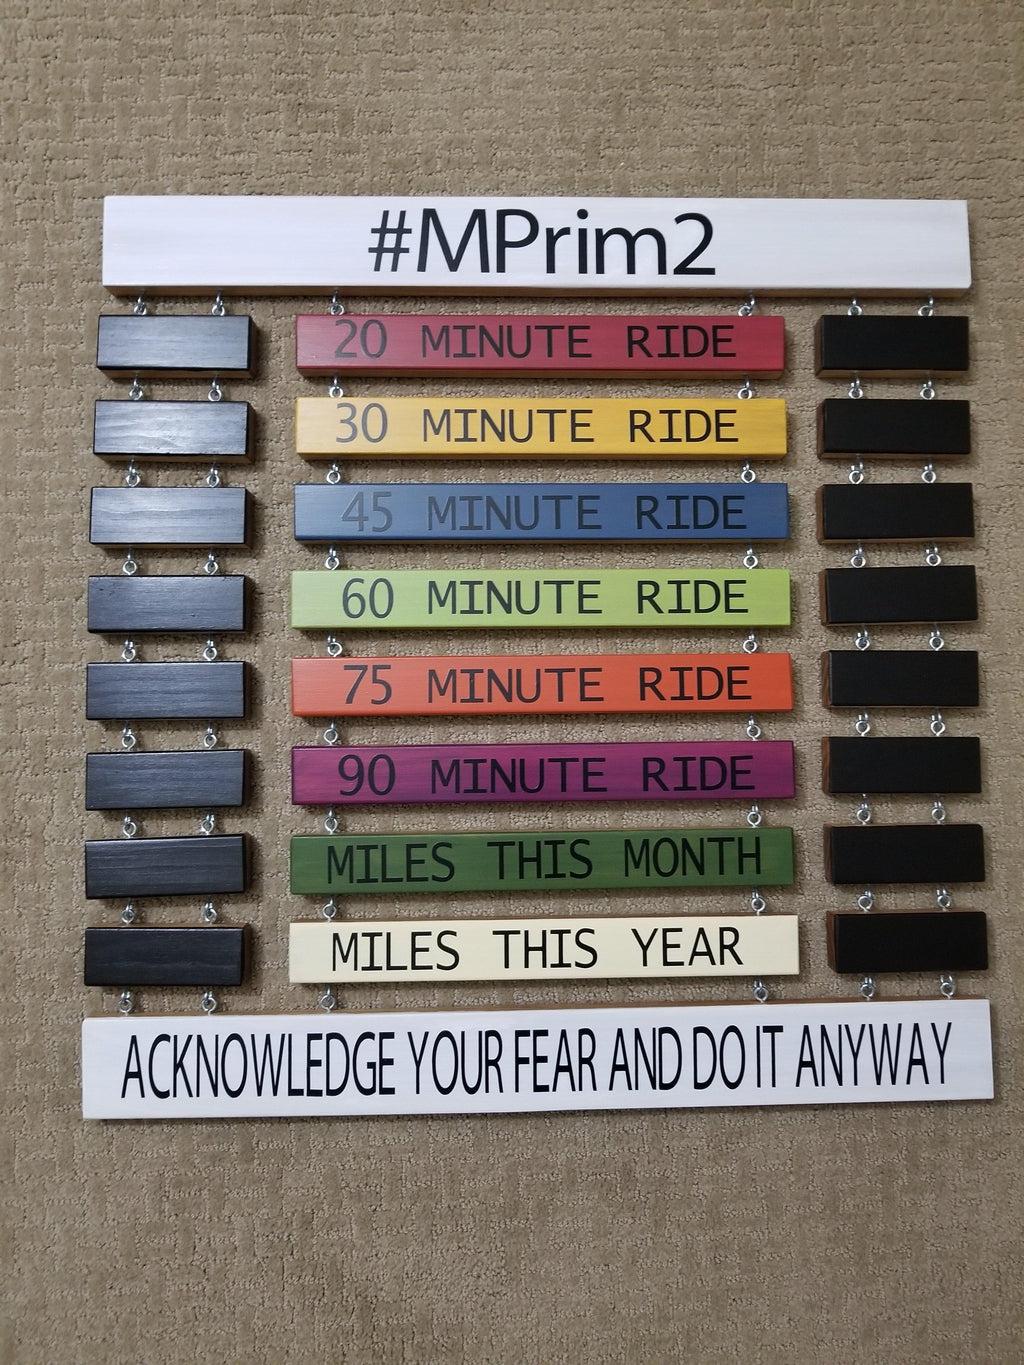 #MPrim2
20 MINUTE RIDE
30 MINUTE RIDE
45 MINUTE RIDE
60 MINUTE RIDE
75 MINUTE RIDE
90 MINUTE RIDE
MILES THIS MONTH
MILES THIS YEAR
ACKNOWLEDGE YOUR FEAR AND DO IT ANYWAY